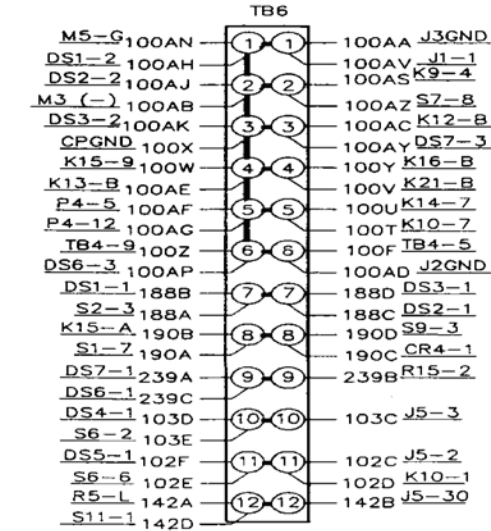 TB6
M5-G 100AN 1 1 100AA J3GND
DS1-2 100AH 100AV J1-1
DS2-2 100AJ 2 2 100AS K9-4
M3 (-) 100AB 100AZ S7-8
DS3-2 100AK 3 3 100AC K12-B
CPGND 100X 100AY DS7-3
K15-9 100W 4 4 100Y K16-B
K13-B 100AE 100V K21-B
P4-5 100AF 5 5 100U K14-7
P4-12 100AG 100T K10-7
TB4-9 100Z 6 6 100F TB4-5
DS6-3 100AP 100AD J2GND
DS1-1 188B 7 7 188D DS3-1
S2-3 188A 188C DS2-1
K15-A 190B 8 8 190D S9-3
S1-7 190A 190C CR4-1
DS7-1 239A 9 9 239B R15-2
DS6-1 239C
DS4-1 103D 10 10 103C J5-3
S6-2 103E
DS5-1 102F 11 11 102C J5-2
S6-6 102E 102D K10-1
R5-L 142A 12 12 142B J5-30
S11-1 142D